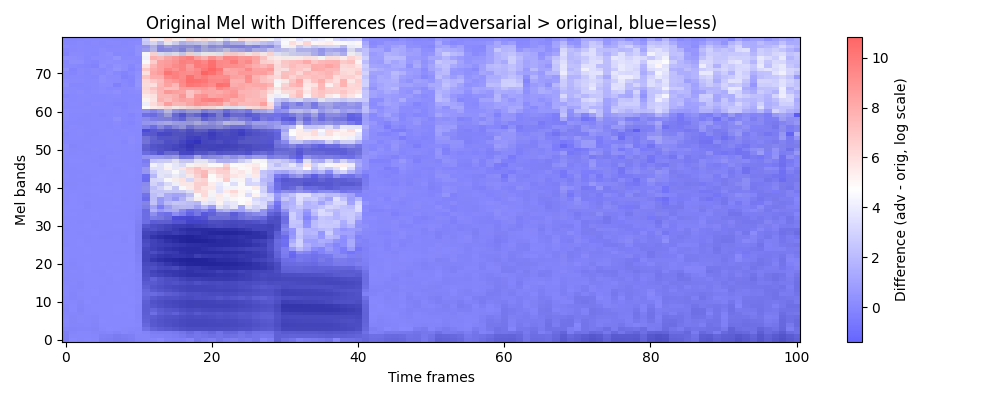 Original Mel with Differences (red=adversarial > original, blue=less)
70
60
50
40
30
20
10
0
Mel bands
0 20 40 60 80 100
Time frames
10
8
6
4
2
0
Difference (adv - orig, log scale)